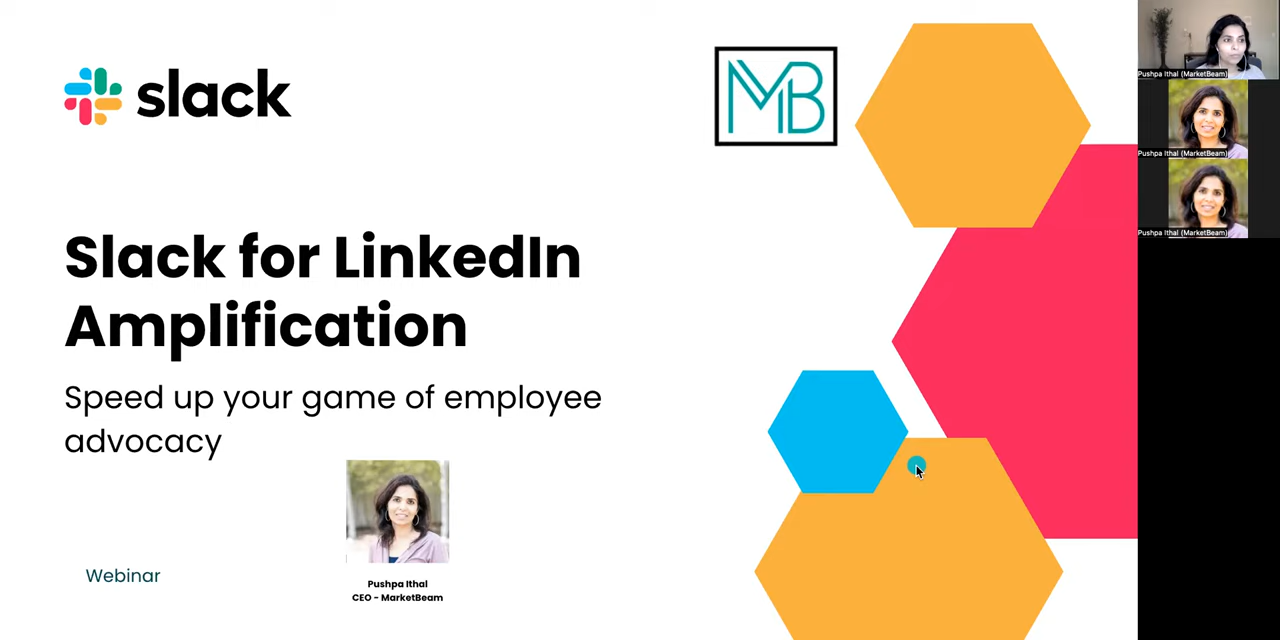 slack
MB
Slack for LinkedIn
Amplification
Speed up your game of employee
advocacy
Webinar
Pushpa Ithal
CEO - MarketBeam
Pushpa Ithal (MarketBeam)
Pushpa Ithal (MarketBeam)
Pushpa Ithal (MarketBeam)